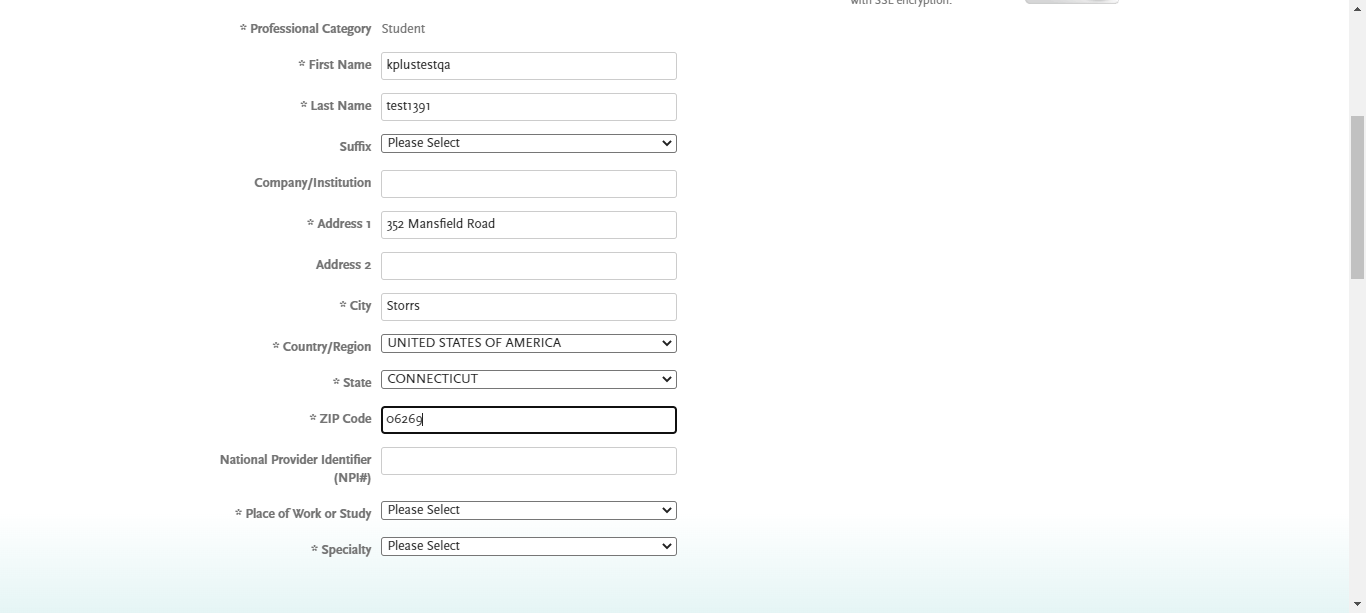 with SSL encryption.
* Professional Category Student
* First Name kplustestqa
* Last Name test1391
Suffix Please Select
Company/Institution
* Address 1 352 Mansfield Road
Address 2
* City Storrs
* Country/Region UNITED STATES OF AMERICA
* State CONNECTICUT
* ZIP Code 06269
National Provider Identifier
(NPI#)
* Place of Work or Study Please Select
* Specialty Please Select